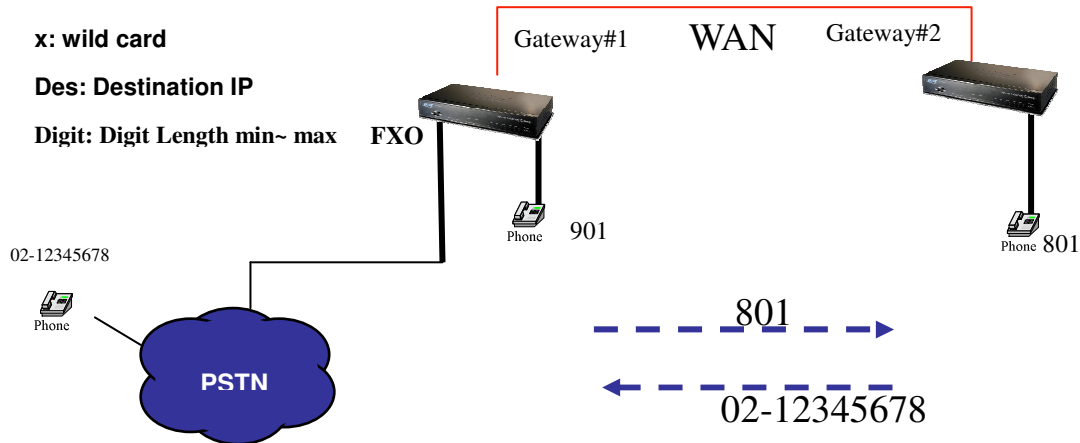 x: wild card
Des: Destination IP
Digit: Digit Length min~ max
FXO
Gateway#1
WAN
Gateway#2
Phone
901
Phone
801
02-12345678
Phone
PSTN
801
02-12345678